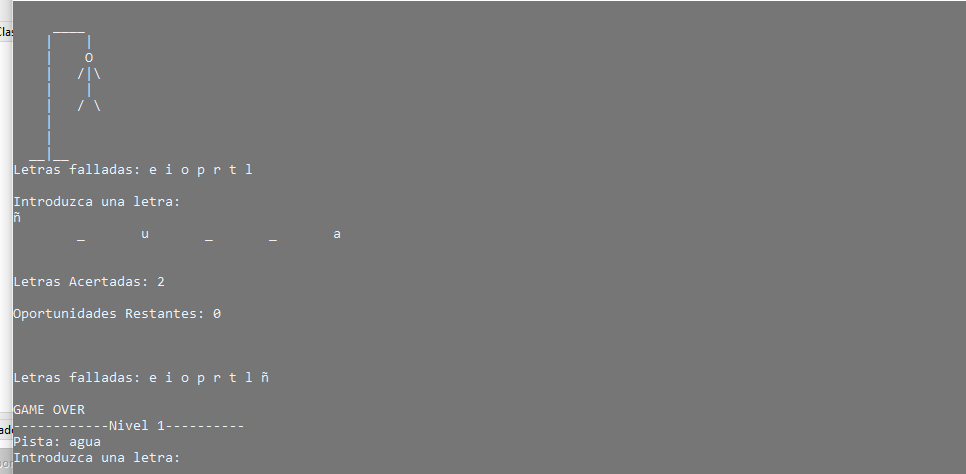 Clas
Letras falladas: e i o p r t l
Introduzca una letra:
ñ
_ u _ _ a
Letras Acertadas: 2
Oportunidades Restantes: 0
Letras falladas: e i o p r t l ñ
GAME OVER
------------Nivel 1----------
Pista: agua
Introduzca una letra: